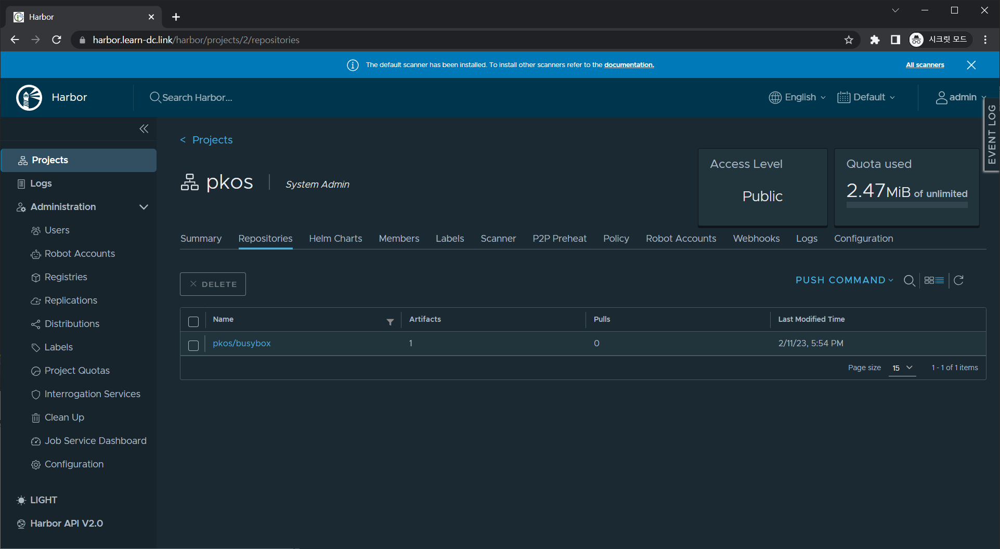 Harbor
harbor.learn-dc.link/harbor/projects/2/repositories
시크릿 모드
The default scanner has been installed. To install other scanners refer to the documentation.
All scanners
Harbor
Search Harbor...
English
Default
admin
EVENT LOG
Projects
Logs
Administration
Users
Robot Accounts
Registries
Replications
Distributions
Labels
Project Quotas
Interrogation Services
Clean Up
Job Service Dashboard
Configuration
LIGHT
Harbor API V2.0
< Projects
pkos
System Admin
Access Level
Public
Quota used
2.47MiB of unlimited
Summary Repositories Helm Charts Members Labels Scanner P2P Preheat Policy Robot Accounts Webhooks Logs Configuration
DELETE
PUSH COMMAND
Name Artifacts Pulls Last Modified Time
pkos/busybox 1 0 2/11/23, 5:54 PM
Page size 15 1 - 1 of 1 items